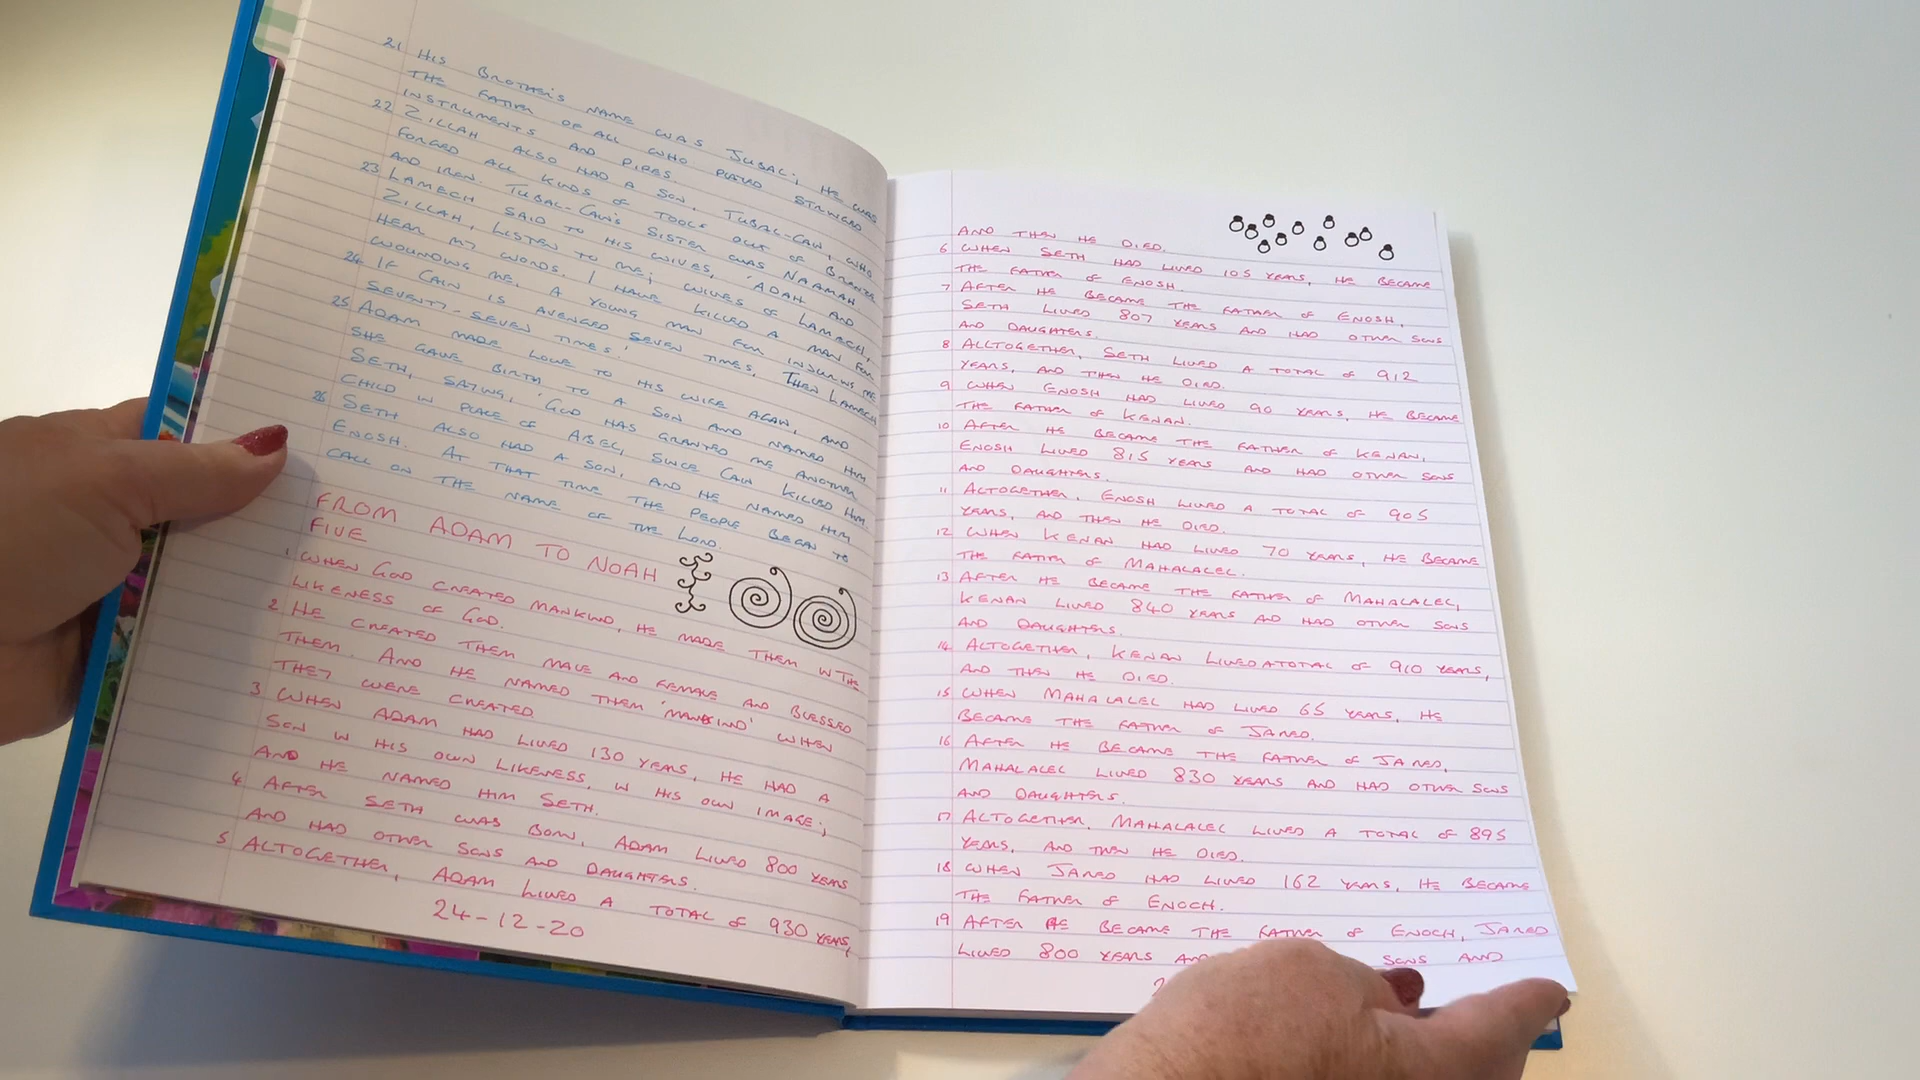 21 HIS BROTHER'S NAME WAS JUBAL; HE WAS
THE FATHER OF ALL WHO PLAYED STRINGED
INSTRUMENTS AND PIPES.
22 ZILLAH ALSO HAD A SON, TUBAL-CAIN, WHO
FORGED ALL KINDS OF TOOLS OUT OF BRONZE
AND IRON. TUBAL-CAIN'S SISTER WAS NAAMAH.
23 LAMECH SAID TO HIS WIVES, 'ADAH AND
ZILLAH, LISTEN TO ME; WIVES OF LAMECH,
HEAR MY WORDS. I HAVE KILLED A MAN FOR
WOUNDING ME, A YOUNG MAN FOR INJURING ME
24 IF CAIN IS AVENGED SEVEN TIMES, THEN LAMECH
SEVENTY-SEVEN TIMES.'
25 ADAM MADE LOVE TO HIS WIFE AGAIN, AND
SHE GAVE BIRTH TO A SON AND NAMED HIM
SETH, SAYING, 'GOD HAS GRANTED ME ANOTHER
CHILD IN PLACE OF ABEL, SINCE CAIN KILLED HIM.
26 SETH ALSO HAD A SON, AND HE NAMED HIM
ENOSH. AT THAT TIME THE PEOPLE BEGAN TO
CALL ON THE NAME OF THE LORD.
FROM ADAM TO NOAH
FIVE
1 WHEN GOD CREATED MANKIND, HE MADE THEM IN THE
LIKENESS OF GOD.
2 HE CREATED THEM MALE AND FEMALE AND BLESSED
THEM. AND HE NAMED THEM 'MANKIND' WHEN
THEY WERE CREATED.
3 WHEN ADAM HAD LIVED 130 YEARS, HE HAD A
SON IN HIS OWN LIKENESS, IN HIS OWN IMAGE;
AND HE NAMED HIM SETH.
4 AFTER SETH WAS BORN, ADAM LIVED 800 YEARS
AND HAD OTHER SONS AND DAUGHTERS.
5 ALTOGETHER, ADAM LIVED A TOTAL OF 930 YEARS,
24-12-20
AND THEN HE DIED.
6 WHEN SETH HAD LIVED 105 YEARS, HE BECAME
THE FATHER OF ENOSH.
7 AFTER HE BECAME THE FATHER OF ENOSH,
SETH LIVED 807 YEARS AND HAD OTHER SONS
AND DAUGHTERS.
8 ALLTOGETHER, SETH LIVED A TOTAL OF 912
YEARS, AND THEN HE DIED.
9 WHEN ENOSH HAD LIVED 90 YEARS, HE BECAME
THE FATHER OF KENAN.
10 AFTER HE BECAME THE FATHER OF KENAN,
ENOSH LIVED 815 YEARS AND HAD OTHER SONS
AND DAUGHTERS.
11 ALTOGETHER, ENOSH LIVED A TOTAL OF 905
YEARS, AND THEN HE DIED.
12 WHEN KENAN HAD LIVED 70 YEARS, HE BECAME
THE FATHER OF MAHALALEL.
13 AFTER HE BECAME THE FATHER OF MAHALALEL,
KENAN LIVED 840 YEARS AND HAD OTHER SONS
AND DAUGHTERS.
14 ALTOGETHER, KENAN LIVED A TOTAL OF 910 YEARS,
AND THEN HE DIED.
15 WHEN MAHALALEL HAD LIVED 65 YEARS, HE
BECAME THE FATHER OF JARED.
16 AFTER HE BECAME THE FATHER OF JARED,
MAHALALEL LIVED 830 YEARS AND HAD OTHER SONS
AND DAUGHTERS.
17 ALTOGETHER, MAHALALEL LIVED A TOTAL OF 895
YEARS, AND THEN HE DIED.
18 WHEN JARED HAD LIVED 162 YEARS, HE BECAME
THE FATHER OF ENOCH.
19 AFTER HE BECAME THE FATHER OF ENOCH, JARED
LIVED 800 YEARS AND SONS AND